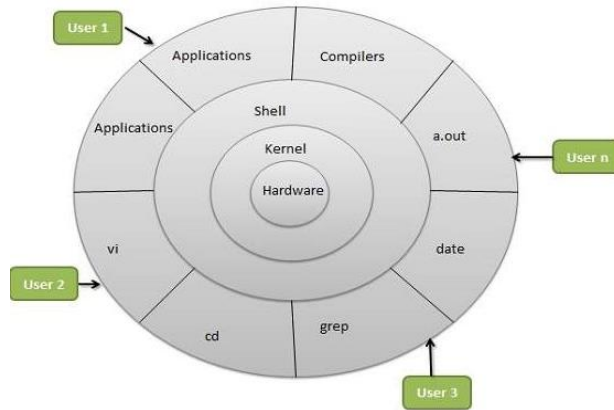 User 1
Applications
Compilers
Applications
Shell
a.out
Kernel
User n
Hardware
vi
date
User 2
cd
grep
User 3